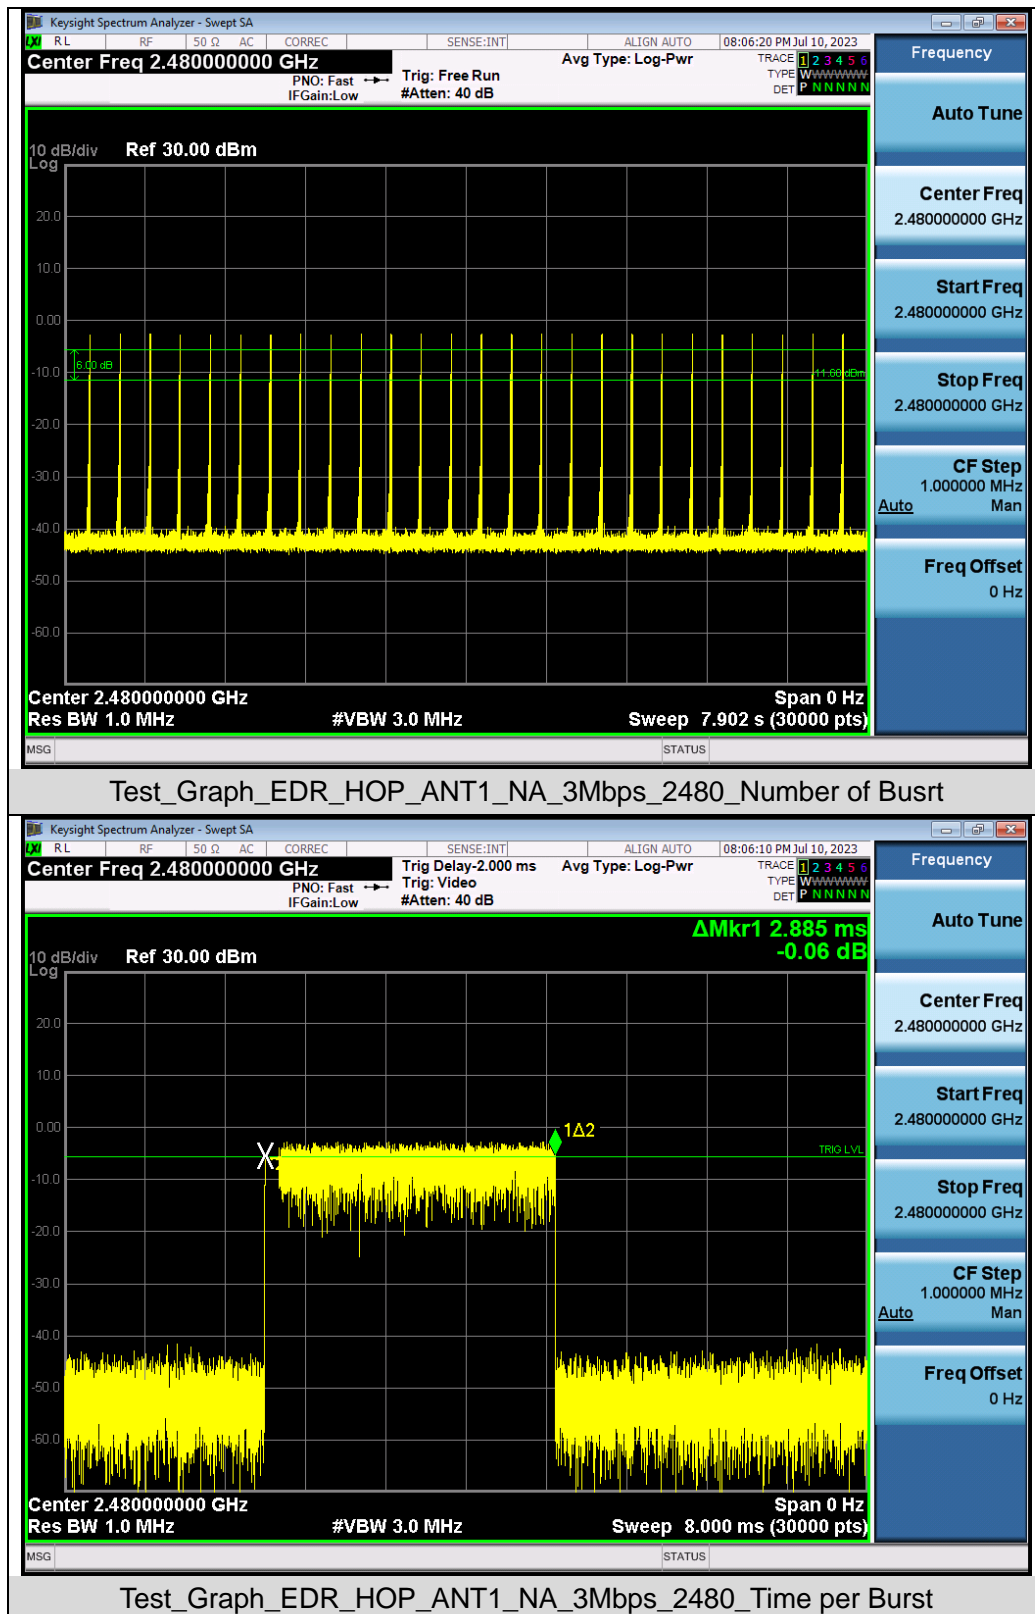 Keysight Spectrum Analyzer - Swept SA
LXI RL RF 50 Ω AC CORREC SENSE:INT ALIGN AUTO 08:06:20 PM Jul 10, 2023
Center Freq 2.480000000 GHz
Avg Type: Log-Pwr
TRACE 1 2 3 4 5 6
PNO: Fast Trig: Free Run
TYPE WWWWWW
IFGain:Low #Atten: 40 dB
DET P N N N N N
Frequency
Auto Tune
Center Freq
2.480000000 GHz
Start Freq
2.480000000 GHz
Stop Freq
2.480000000 GHz
CF Step
1.000000 MHz
Auto Man
Freq Offset
0 Hz
10 dB/div Ref 30.00 dBm
Log
20.0
10.0
0.00
6.00 dB
-10.0
-11.60 dBm
-20.0
-30.0
-40.0
-50.0
-60.0
Center 2.480000000 GHz Span 0 Hz
Res BW 1.0 MHz #VBW 3.0 MHz Sweep 7.902 s (30000 pts)
MSG STATUS
Test_Graph_EDR_HOP_ANT1_NA_3Mbps_2480_Number of Busrt
Keysight Spectrum Analyzer - Swept SA
LXI RL RF 50 Ω AC CORREC SENSE:INT ALIGN AUTO 08:06:10 PM Jul 10, 2023
Center Freq 2.480000000 GHz
Trig Delay-2.000 ms Avg Type: Log-Pwr
TRACE 1 2 3 4 5 6
PNO: Fast Trig: Video
TYPE WWWWWW
IFGain:Low #Atten: 40 dB
DET P N N N N N
Frequency
Auto Tune
Center Freq
2.480000000 GHz
Start Freq
2.480000000 GHz
Stop Freq
2.480000000 GHz
CF Step
1.000000 MHz
Auto Man
Freq Offset
0 Hz
ΔMkr1 2.885 ms
-0.06 dB
10 dB/div Ref 30.00 dBm
Log
20.0
10.0
0.00
1Δ2
TRIG LVL
-10.0
-20.0
-30.0
-40.0
-50.0
-60.0
Center 2.480000000 GHz Span 0 Hz
Res BW 1.0 MHz #VBW 3.0 MHz Sweep 8.000 ms (30000 pts)
MSG STATUS
Test_Graph_EDR_HOP_ANT1_NA_3Mbps_2480_Time per Burst